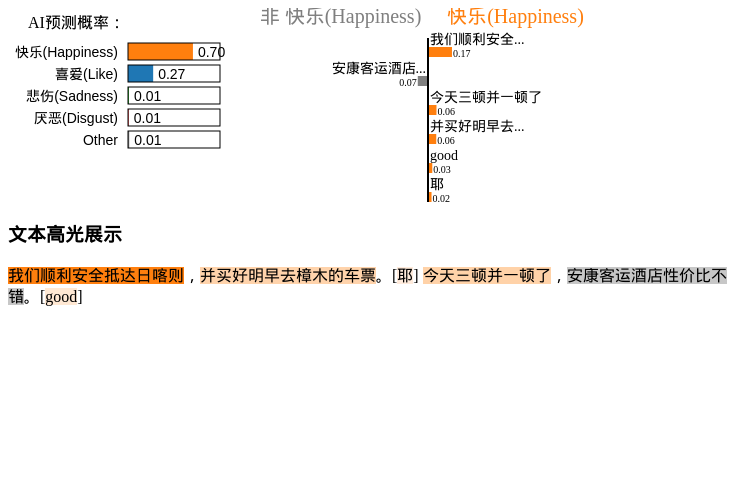 AI预测概率：
快乐(Happiness) 0.70
喜爱(Like) 0.27
悲伤(Sadness) 0.01
厌恶(Disgust) 0.01
Other 0.01
非 快乐(Happiness) 快乐(Happiness)
我们顺利安全...
0.17
安康客运酒店...
0.07
今天三顿并一顿了
0.06
并买好明早去...
0.06
good
0.03
耶
0.02
文本高光展示
我们顺利安全抵达日喀则，并买好明早去樟木的车票。[耶] 今天三顿并一顿了，安康客运酒店性价比不
错。[good]